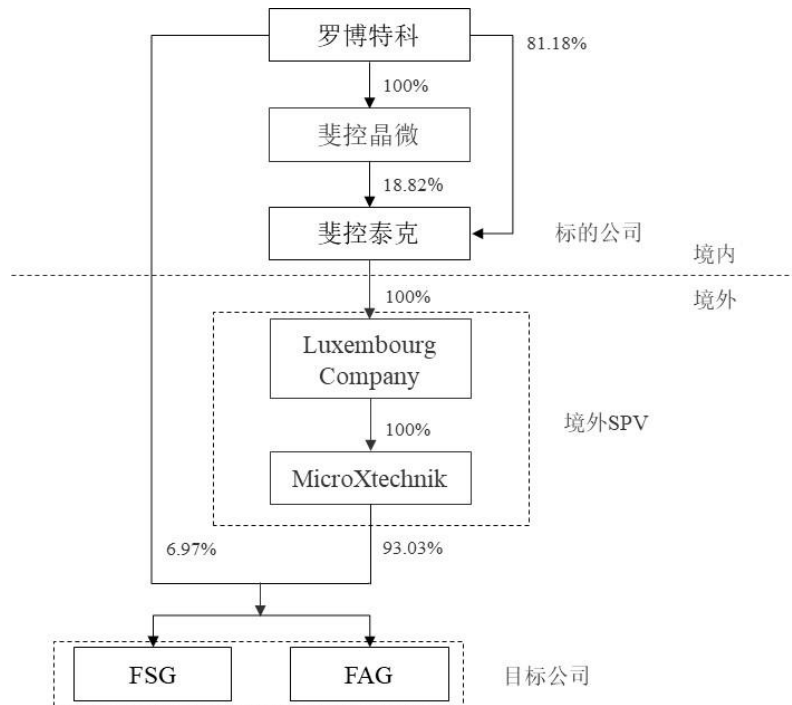 罗博特科
81.18%
100%
斐控晶微
18.82%
斐控泰克
标的公司
境内
境外
100%
Luxembourg
Company
100%
境外SPV
MicroXtechnik
6.97%
93.03%
FSG
FAG
目标公司